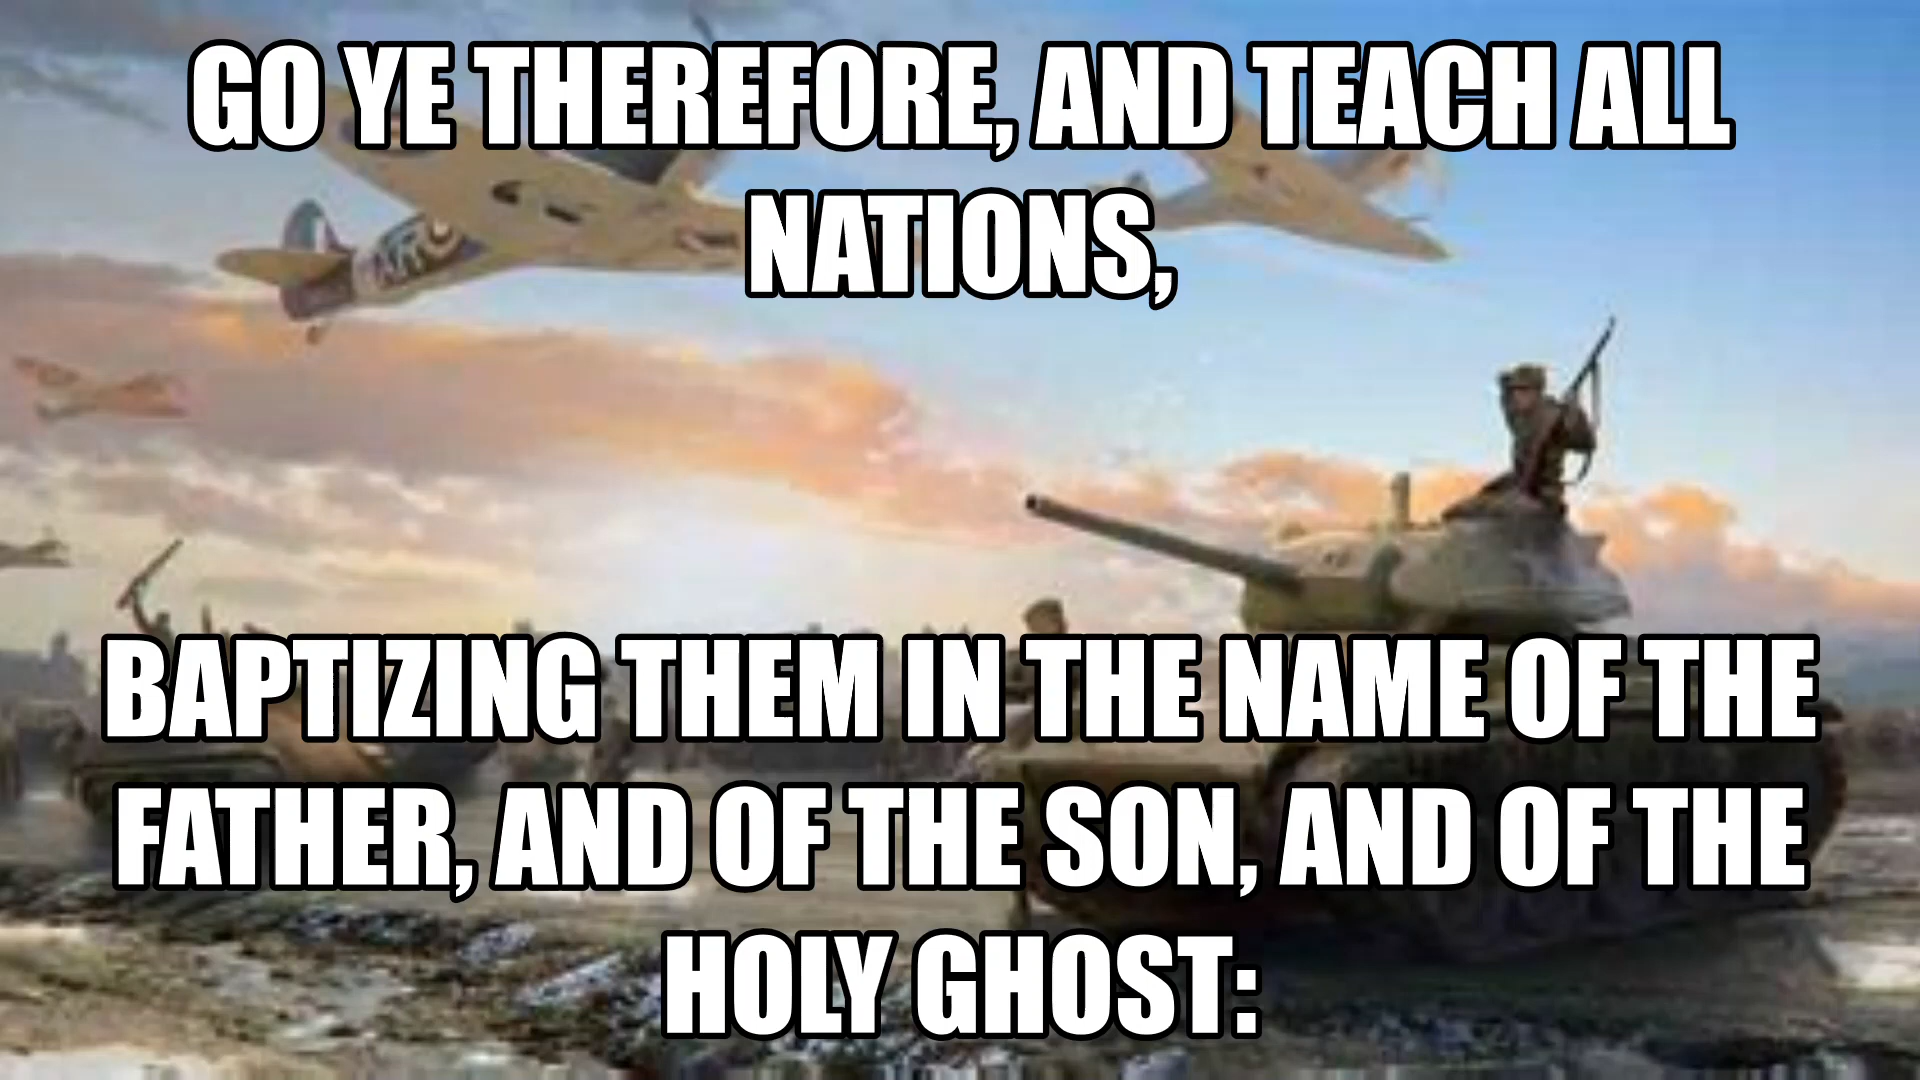 GO YE THEREFORE, AND TEACH ALL
NATIONS,
BAPTIZING THEM IN THE NAME OF THE
FATHER, AND OF THE SON, AND OF THE
HOLY GHOST: